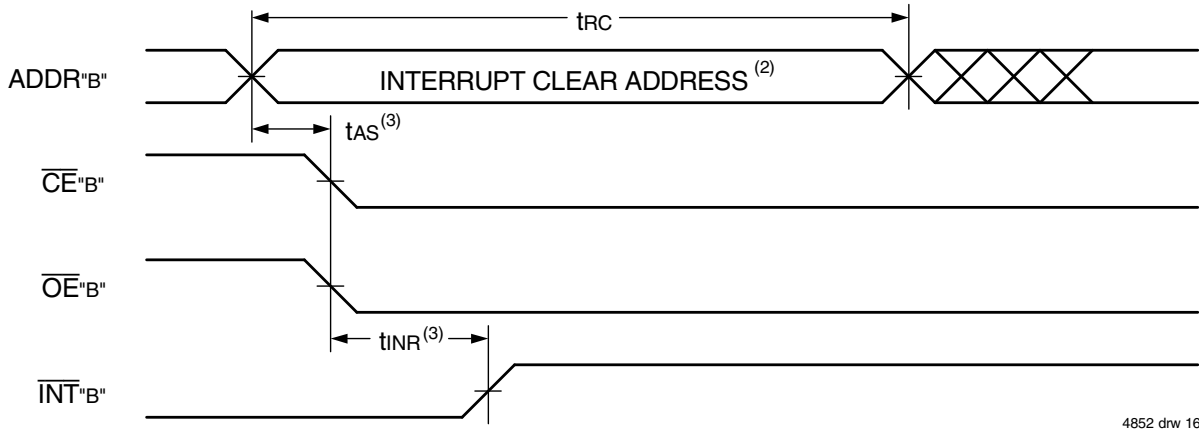 tRC
ADDR"B"
INTERRUPT CLEAR ADDRESS (2)
tAS(3)
CE"B"
OE"B"
tINR(3)
INT"B"
4852 drw 16